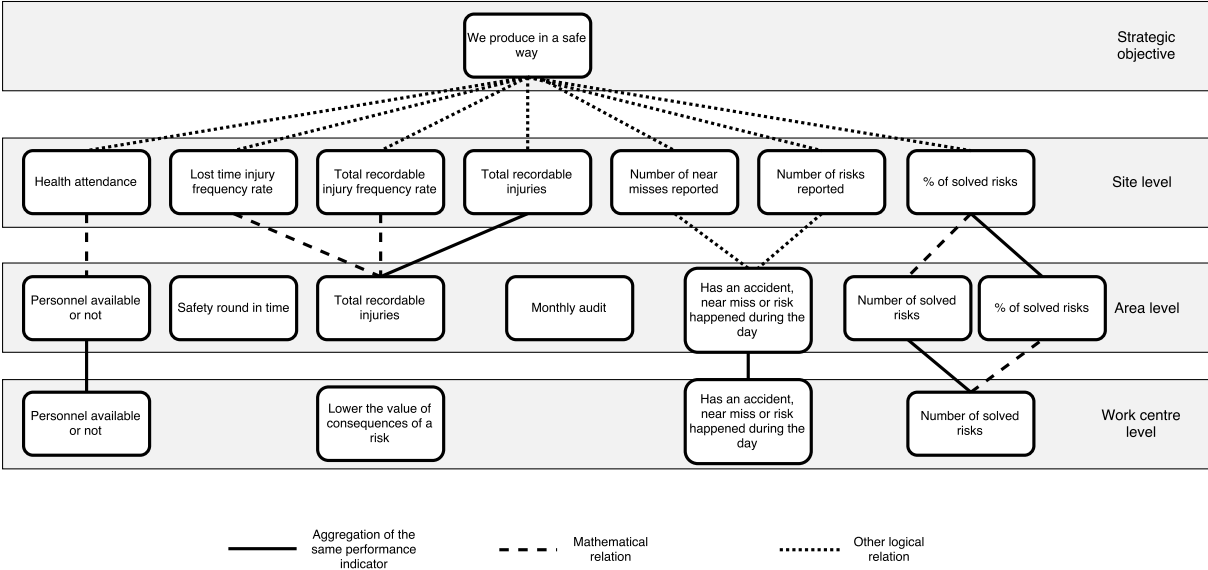 We produce in a safe
way
Strategic
objective
Health attendance
Lost time injury
frequency rate
Total recordable
injury frequency rate
Total recordable
injuries
Number of near
misses reported
Number of risks
reported
% of solved risks
Site level
Personnel available
or not
Safety round in time
Total recordable
injuries
Monthly audit
Has an accident,
near miss or risk
happened during the
day
Number of solved
risks
% of solved risks
Area level
Personnel available
or not
Lower the value of
consequences of a
risk
Has an accident,
near miss or risk
happened during the
day
Number of solved
risks
Work centre
level
Aggregation of the
same performance
indicator
Mathematical
relation
Other logical
relation